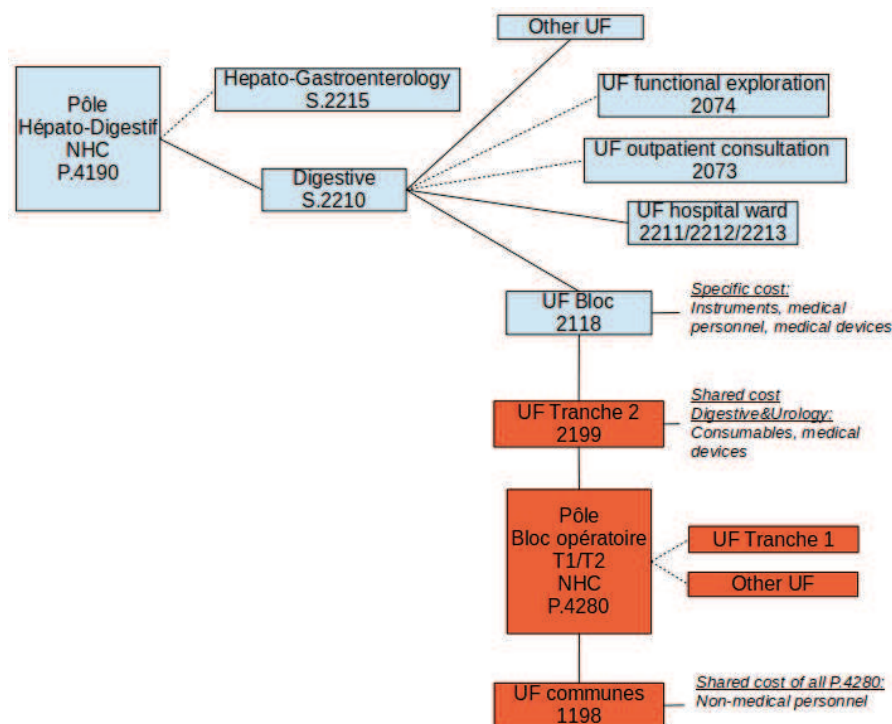 Other UF
Pôle
Hépato-Digestif
NHC
P.4190
Hepato-Gastroenterology
S.2215
UF functional exploration
2074
UF outpatient consultation
2073
Digestive
S.2210
UF hospital ward
2211/2212/2213
UF Bloc
2118
Specific cost:
Instruments, medical
personnel, medical devices
UF Tranche 2
2199
Shared cost
Digestive&Urology:
Consumables, medical
devices
Pôle
Bloc opératoire
T1/T2
NHC
P.4280
UF Tranche 1
Other UF
UF communes
1198
Shared cost of all P.4280:
Non-medical personnel